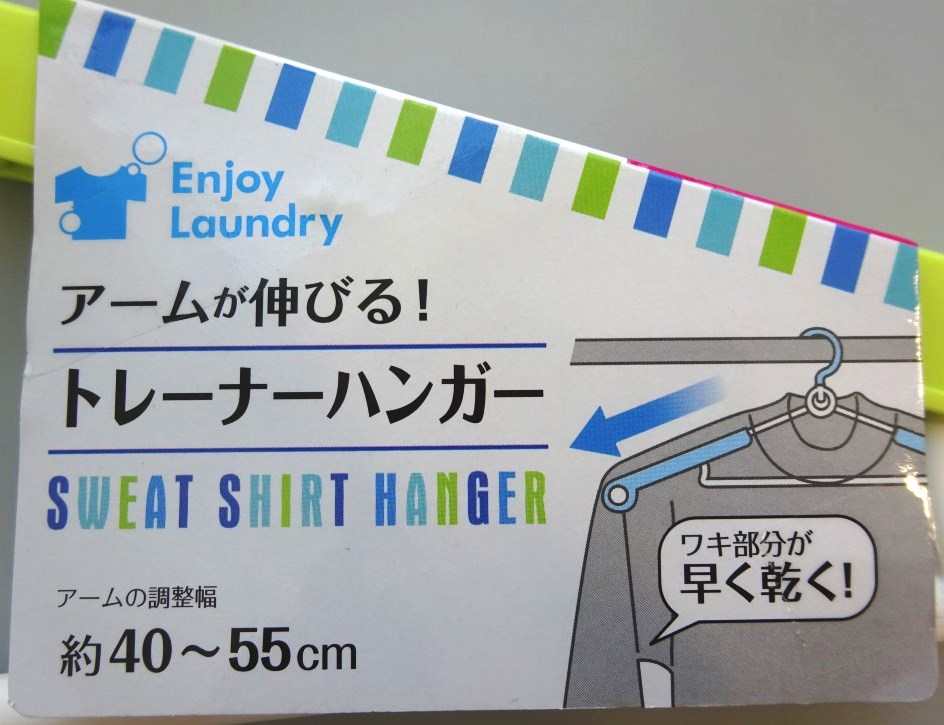 Enjoy
Laundry
アームが伸びる!
トレーナーハンガー
SWEAT SHIRT HANGER
アームの調整幅
約40～55cm
ワキ部分が
早く乾く!